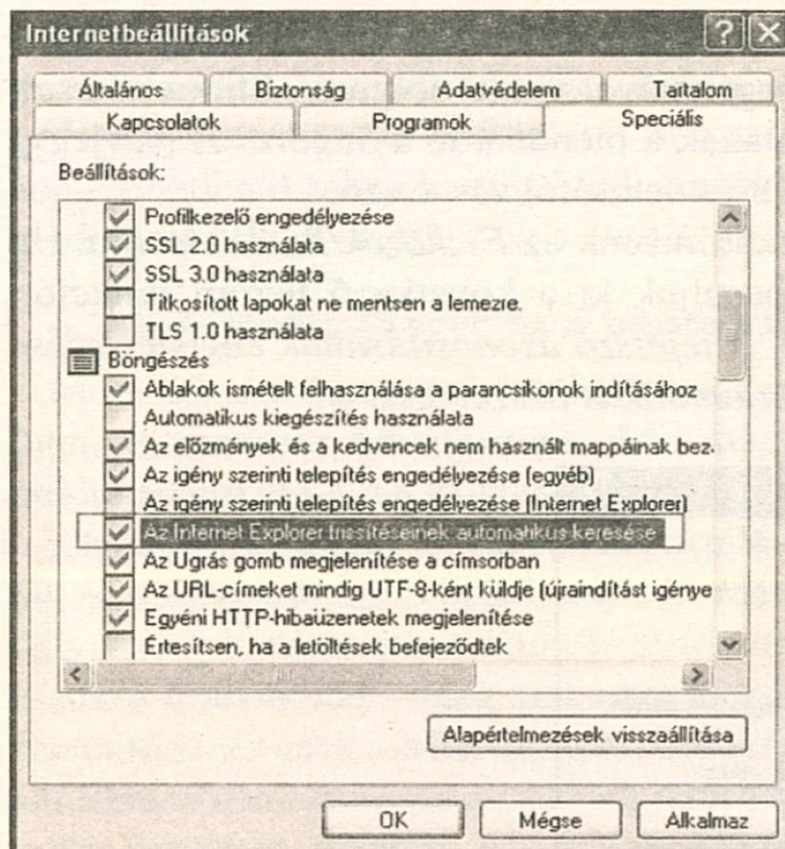 Internetbeállítások
Általános Biztonság Adatvédelem Tartalom
Kapcsolatok Programok Speciális
Beállítások:
Profilkezelő engedélyezése
SSL 2.0 használata
SSL 3.0 használata
Titkosított lapokat ne mentsen a lemezre.
TLS 1.0 használata
Böngészés
Ablakok ismételt felhasználása a parancsikonok indításához
Automatikus kiegészítés használata
Az előzmények és a kedvencek nem használt mappáinak bez
Az igény szerinti telepítés engedélyezése (egyéb)
Az igény szerinti telepítés engedélyezése (Internet Explorer)
Az Internet Explorer frissítéseinek automatikus keresése
Az Ugrás gomb megjelenítése a címsorban
Az URL-címeket mindig UTF-8-ként küldje (újraindítást igénye
Egyéni HTTP-hibaüzenetek megjelenítése
Értesítsen, ha a letöltések befejeződtek
Alapértelmezések visszaállítása
OK Mégse Alkalmaz